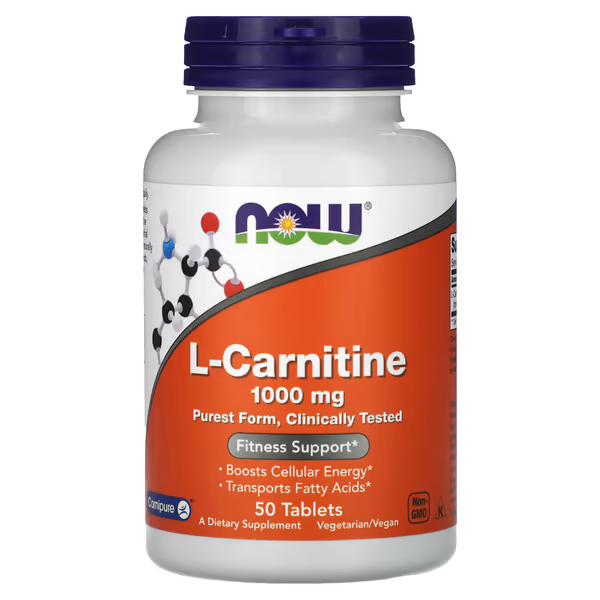 NOW®
L-Carnitine
1000 mg
Purest Form, Clinically Tested
Fitness Support*
• Boosts Cellular Energy*
• Transports Fatty Acids*
50 Tablets
A Dietary Supplement Vegetarian/Vegan
Carnipure
Non-
GMO
K